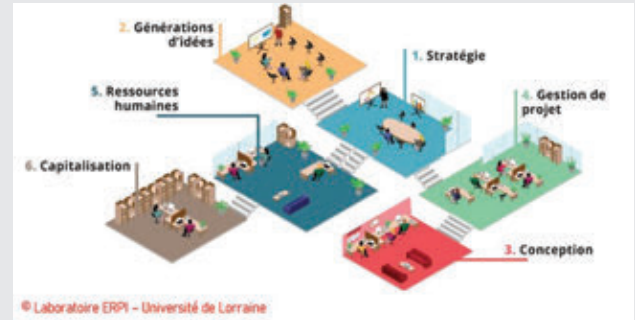 2. Générations
d'idées
1. Stratégie
5. Ressources
humaines
4. Gestion de
projet
6. Capitalisation
3. Conception
© Laboratoire ERPI – Université de Lorraine